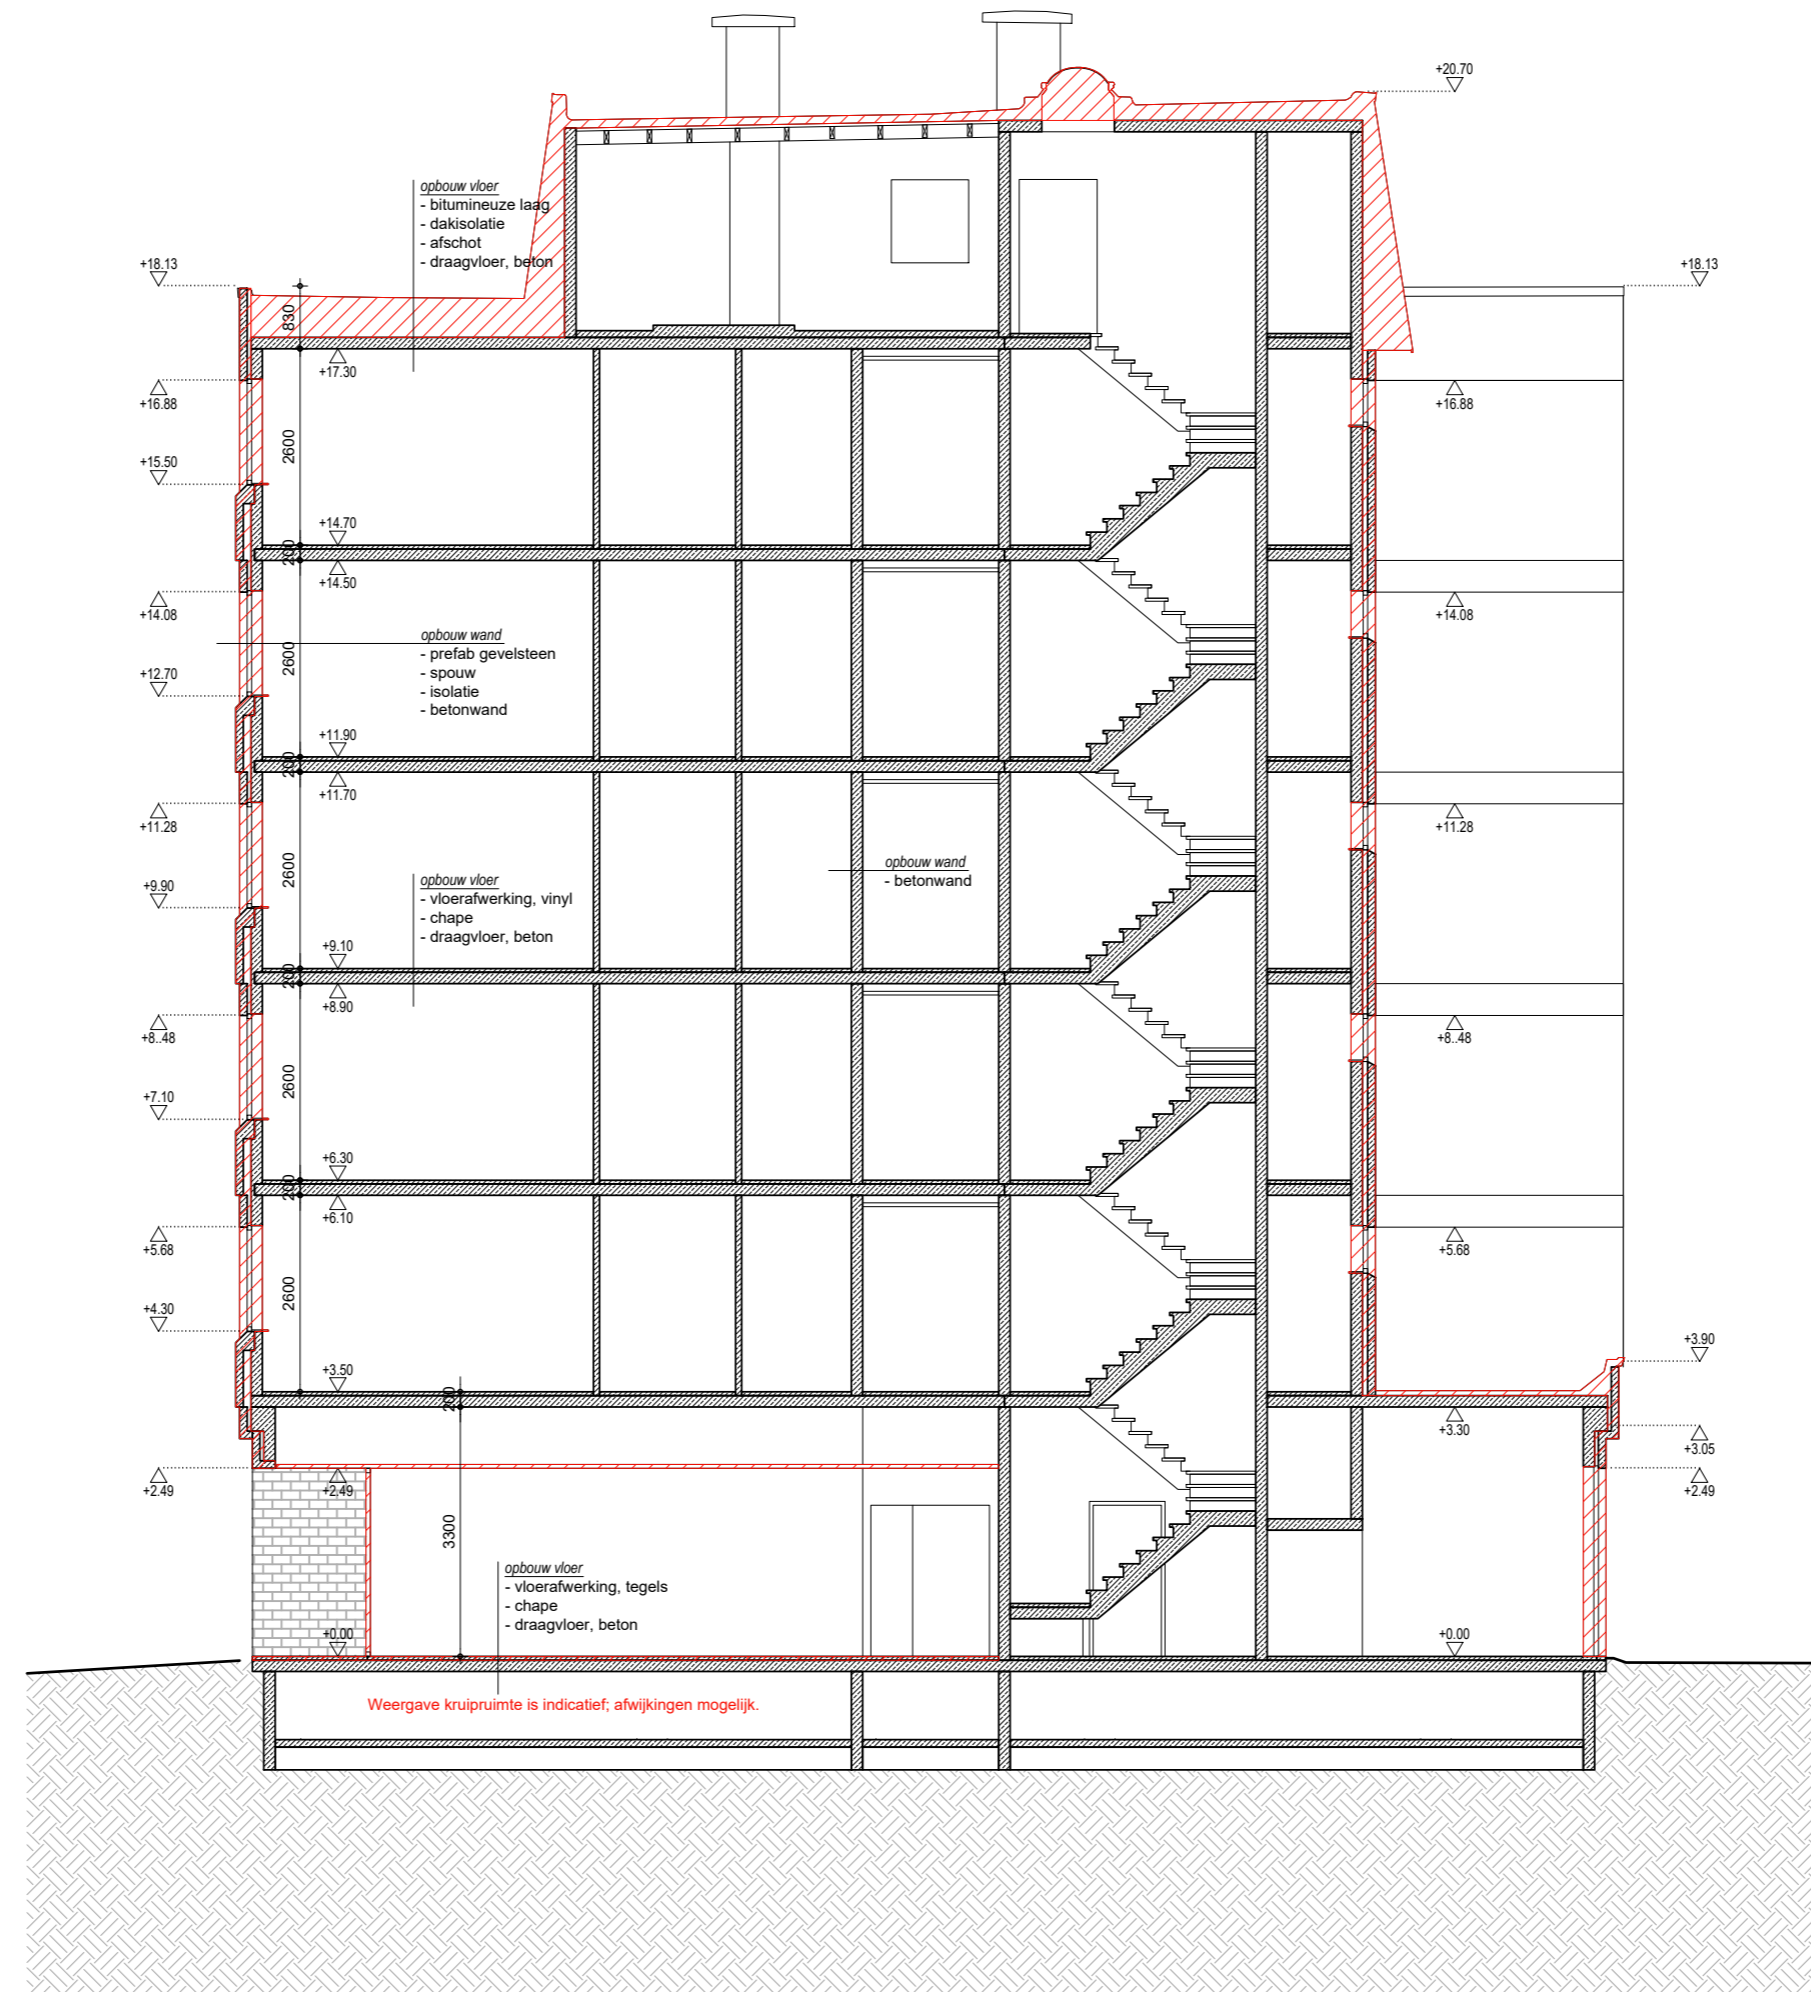 +20.70
opbouw vloer
- bitumineuze laag
- dakisolatie
- afschot
- draagvloer, beton
+18.13
+18.13
830
+17.30
+16.88
+16.88
2600
+15.50
+14.70
200
+14.50
+14.08
+14.08
opbouw wand
- prefab gevelsteen
- spouw
- isolatie
- betonwand
2600
+12.70
+11.90
200
+11.70
+11.28
+11.28
opbouw wand
- betonwand
2600
opbouw vloer
- vloerafwerking, vinyl
- chape
- draagvloer, beton
+9.90
+9.10
200
+8.90
+8..48
+8..48
2600
+7.10
+6.30
200
+6.10
+5.68
+5.68
2600
+4.30
+3.90
+3.50
200
+3.30
+3.05
+2.49
+2.49
+2.49
3300
opbouw vloer
- vloerafwerking, tegels
- chape
- draagvloer, beton
+0.00
+0.00
Weergave kruipruimte is indicatief; afwijkingen mogelijk.